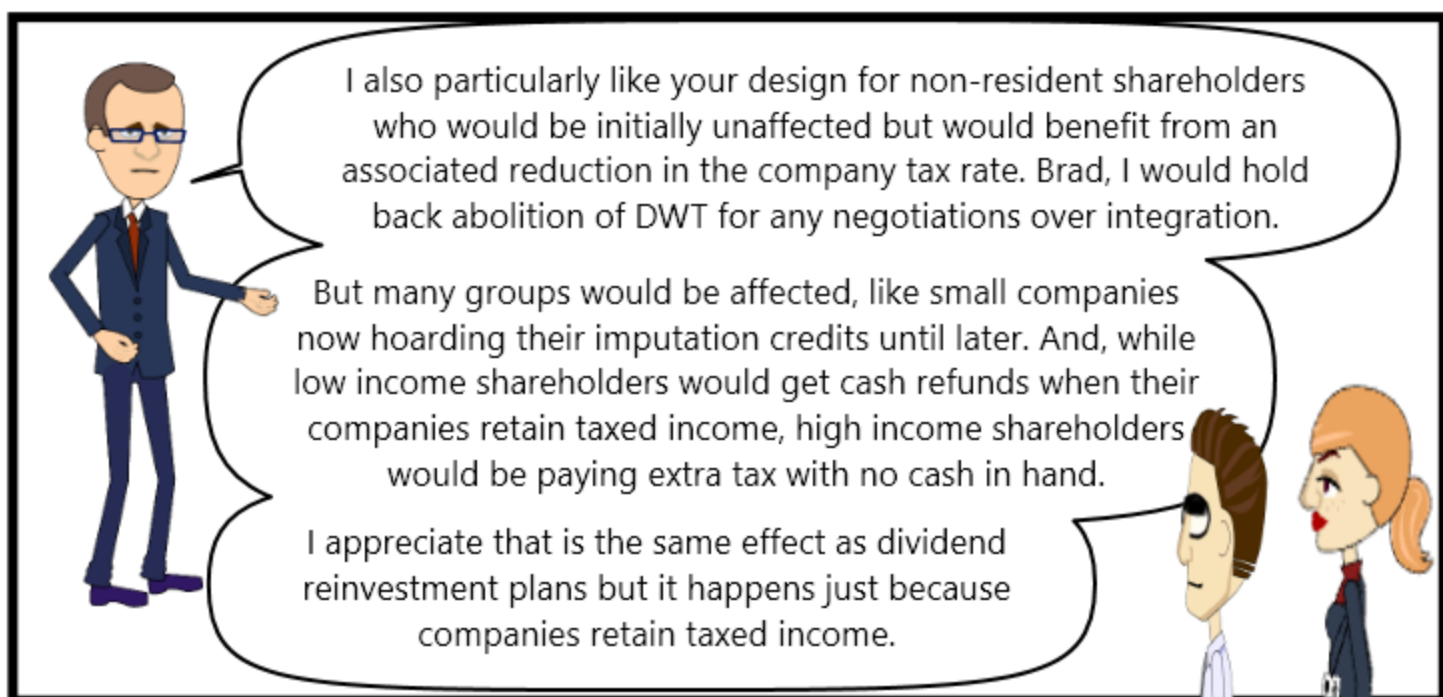 I also particularly like your design for non-resident shareholders
who would be initially unaffected but would benefit from an
associated reduction in the company tax rate. Brad, I would hold
back abolition of DWT for any negotiations over integration.
But many groups would be affected, like small companies
now hoarding their imputation credits until later. And, while
low income shareholders would get cash refunds when their
companies retain taxed income, high income shareholders
would be paying extra tax with no cash in hand.
I appreciate that is the same effect as dividend
reinvestment plans but it happens just because
companies retain taxed income.